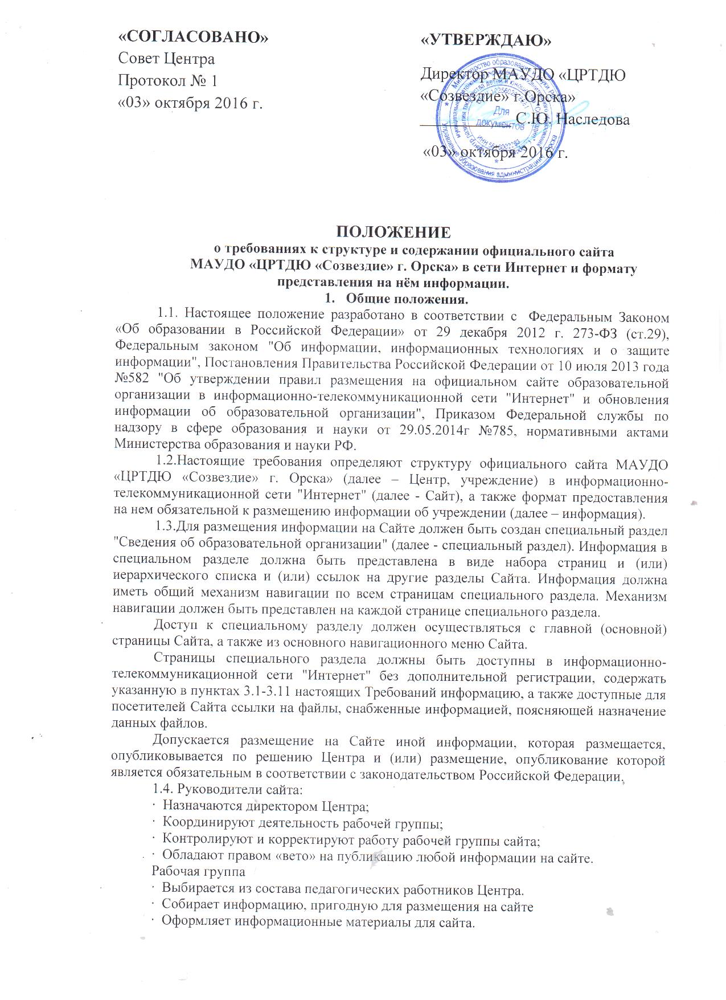 «СОГЛАСОВАНО»
Совет Центра
Протокол № 1
«03» октября 2016 г.
«УТВЕРЖДАЮ»
Директор МАУДО «ЦРТДЮ
«Созвездие» г.Орска»
____________ С.Ю. Наследова
«03» октября 2016 г.
Для
документов
ПОЛОЖЕНИЕ
о требованиях к структуре и содержании официального сайта
МАУДО «ЦРТДЮ «Созвездие» г. Орска» в сети Интернет и формату
представления на нём информации.
1. Общие положения.
1.1. Настоящее положение разработано в соответствии с Федеральным Законом
«Об образовании в Российской Федерации» от 29 декабря 2012 г. 273-ФЗ (ст.29),
Федеральным законом "Об информации, информационных технологиях и о защите
информации", Постановления Правительства Российской Федерации от 10 июля 2013 года
№582 "Об утверждении правил размещения на официальном сайте образовательной
организации в информационно-телекоммуникационной сети "Интернет" и обновления
информации об образовательной организации", Приказом Федеральной службы по
надзору в сфере образования и науки от 29.05.2014г №785, нормативными актами
Министерства образования и науки РФ.
1.2.Настоящие требования определяют структуру официального сайта МАУДО
«ЦРТДЮ «Созвездие» г. Орска» (далее – Центр, учреждение) в информационно-
телекоммуникационной сети "Интернет" (далее - Сайт), а также формат предоставления
на нем обязательной к размещению информации об учреждении (далее – информация).
1.3.Для размещения информации на Сайте должен быть создан специальный раздел
"Сведения об образовательной организации" (далее - специальный раздел). Информация в
специальном разделе должна быть представлена в виде набора страниц и (или)
иерархического списка и (или) ссылок на другие разделы Сайта. Информация должна
иметь общий механизм навигации по всем страницам специального раздела. Механизм
навигации должен быть представлен на каждой странице специального раздела.
Доступ к специальному разделу должен осуществляться с главной (основной)
страницы Сайта, а также из основного навигационного меню Сайта.
Страницы специального раздела должны быть доступны в информационно-
телекоммуникационной сети "Интернет" без дополнительной регистрации, содержать
указанную в пунктах 3.1-3.11 настоящих Требований информацию, а также доступные для
посетителей Сайта ссылки на файлы, снабженные информацией, поясняющей назначение
данных файлов.
Допускается размещение на Сайте иной информации, которая размещается,
опубликовывается по решению Центра и (или) размещение, опубликование которой
является обязательным в соответствии с законодательством Российской Федерации.
1.4. Руководители сайта:
· Назначаются директором Центра;
· Координируют деятельность рабочей группы;
· Контролируют и корректируют работу рабочей группы сайта;
· Обладают правом «вето» на публикацию любой информации на сайте.
Рабочая группа
· Выбирается из состава педагогических работников Центра.
· Собирает информацию, пригодную для размещения на сайте
· Оформляет информационные материалы для сайта.